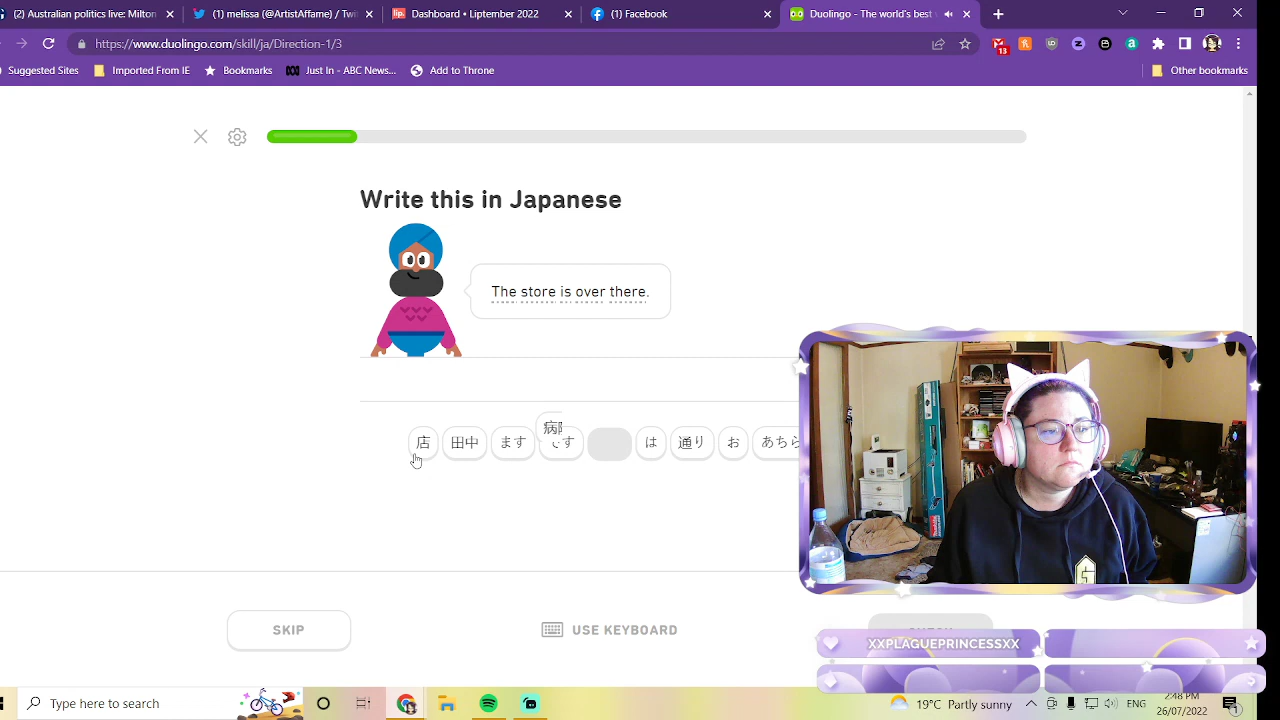 Australian politics live: Milton
(2) melissa (@ArtistAffame) / Twi
Dashboard • Liptember 2022
(1) Facebook
Duolingo - The world's best
https://www.duolingo.com/skill/ja/Direction-1/3
13
Suggested Sites
Imported From IE
Bookmarks
Just In - ABC News...
Add to Throne
Other bookmarks
Write this in Japanese
The store is over there.
店 田中 ます です は 通り お あちら
SKIP
USE KEYBOARD
XXPLAGUEPRINCESSXX
Type here to search
19°C Partly sunny
ENG
2:48 PM
26/07/2022